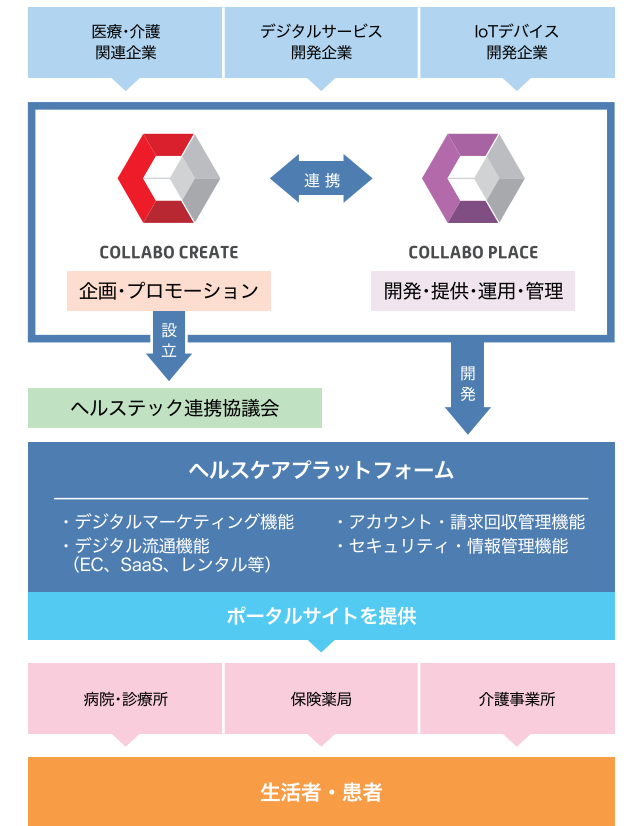 医療・介護
関連企業
デジタルサービス
開発企業
IoTデバイス
開発企業
連携
COLLABO CREATE
COLLABO PLACE
企画・プロモーション
開発・提供・運用・管理
設立
開発
ヘルステック連携協議会
ヘルスケアプラットフォーム
・デジタルマーケティング機能
・デジタル流通機能
（EC、SaaS、レンタル等）
・アカウント・請求回収管理機能
・セキュリティ・情報管理機能
ポータルサイトを提供
病院・診療所
保険薬局
介護事業所
生活者・患者